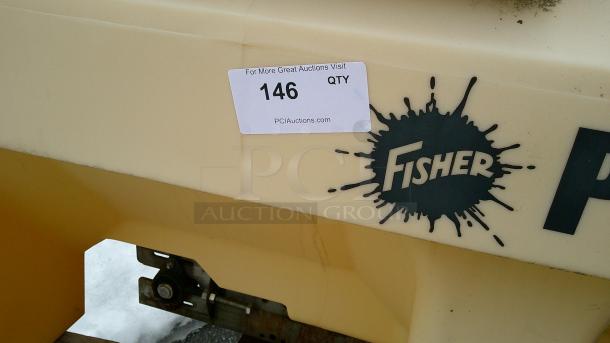 For More Great Auctions Visit
146 QTY
PCIAuctions.com
FISHER
P
PCI
AUCTION GROUP